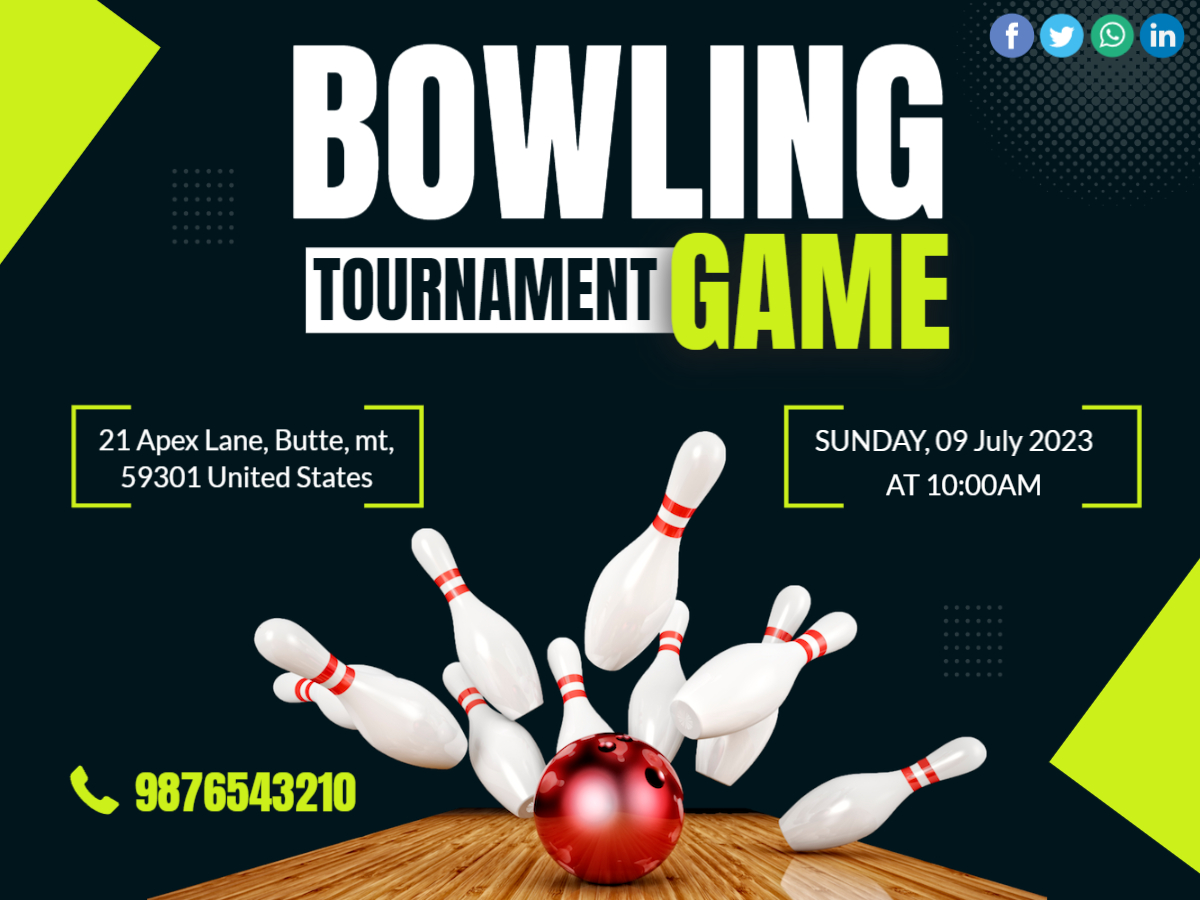 BOWLING
TOURNAMENT GAME
21 Apex Lane, Butte, mt,
59301 United States
SUNDAY, 09 July 2023
AT 10:00AM
9876543210